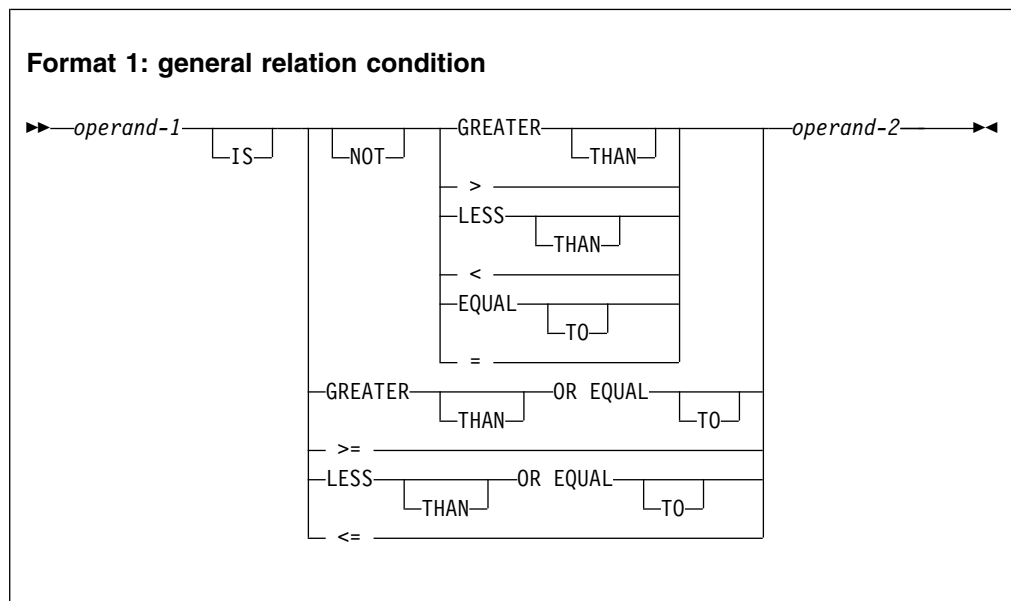 Format 1: general relation condition
operand-1 GREATER operand-2
IS NOT THAN
>
LESS
THAN
<
EQUAL
TO
=
GREATER OR EQUAL
THAN TO
>=
LESS OR EQUAL
THAN TO
<=